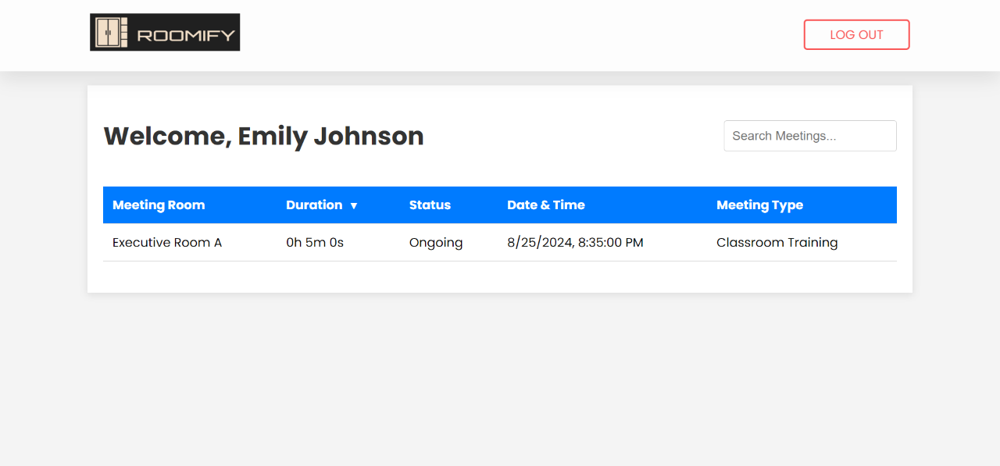 ROOMIFY
LOG OUT
Welcome, Emily Johnson
Search Meetings...
Meeting Room Duration ▼ Status Date & Time Meeting Type
Executive Room A 0h 5m 0s Ongoing 8/25/2024, 8:35:00 PM Classroom Training